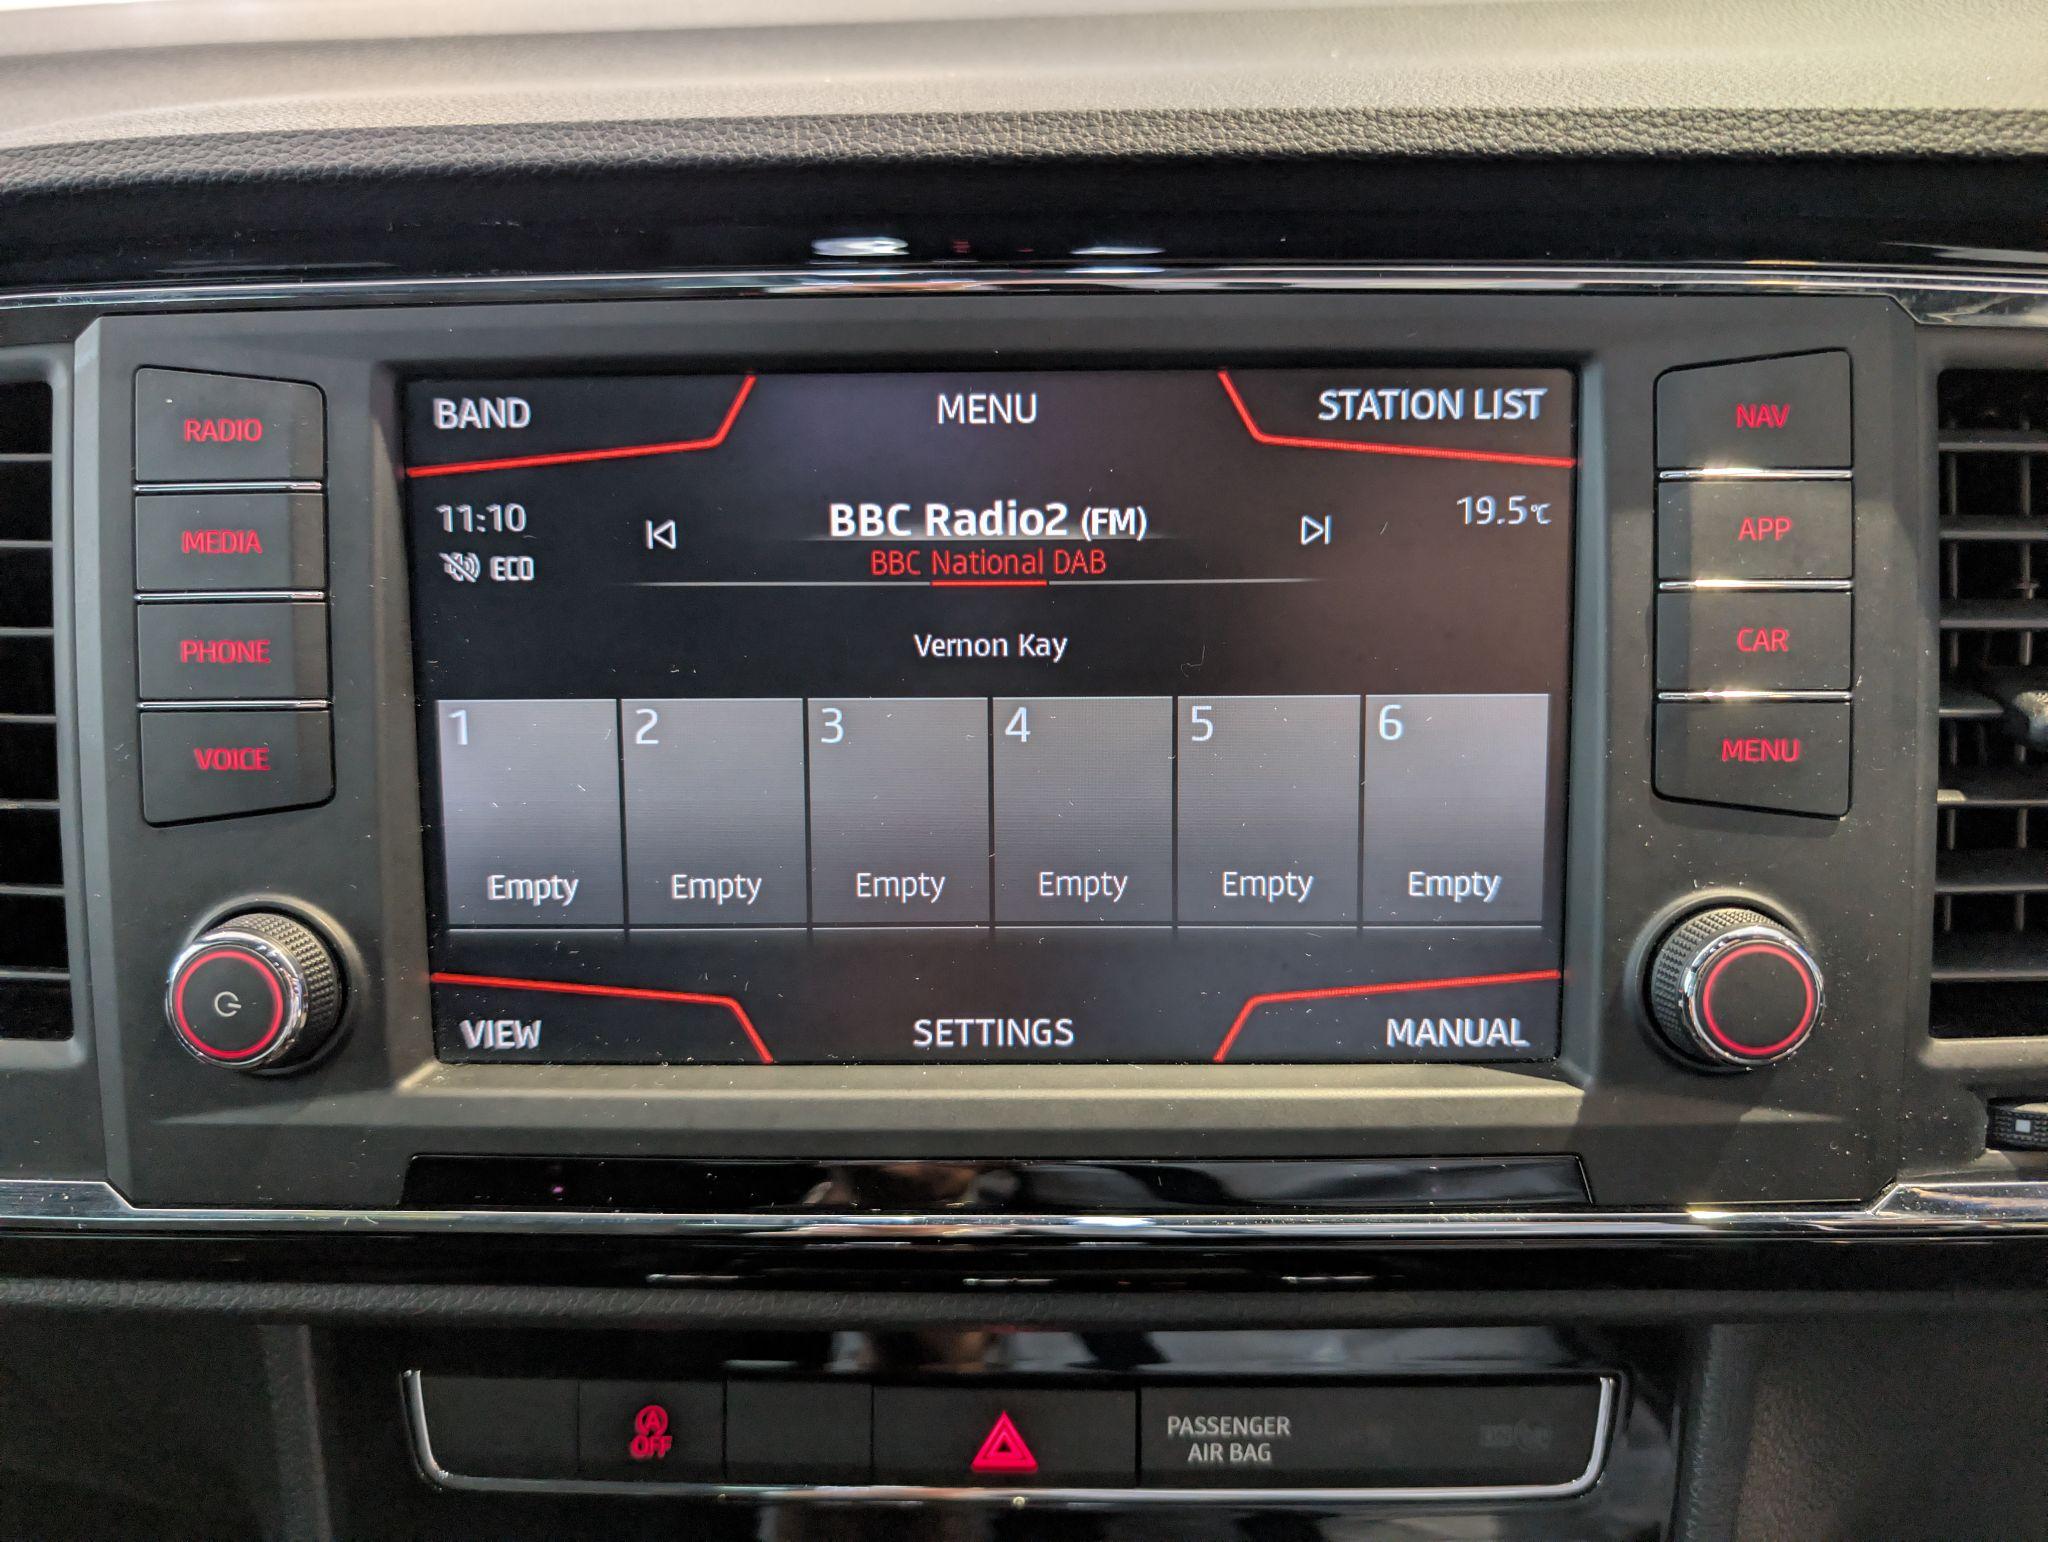 BAND MENU STATION LIST
RADIO
MEDIA
PHONE
VOICE
11:10
ECO
BBC Radio2 (FM)
BBC National DAB
19.5°C
Vernon Kay
1 2 3 4 5 6
Empty Empty Empty Empty Empty Empty
VIEW SETTINGS MANUAL
NAV
APP
CAR
MENU
A
OFF
PASSENGER
AIR BAG